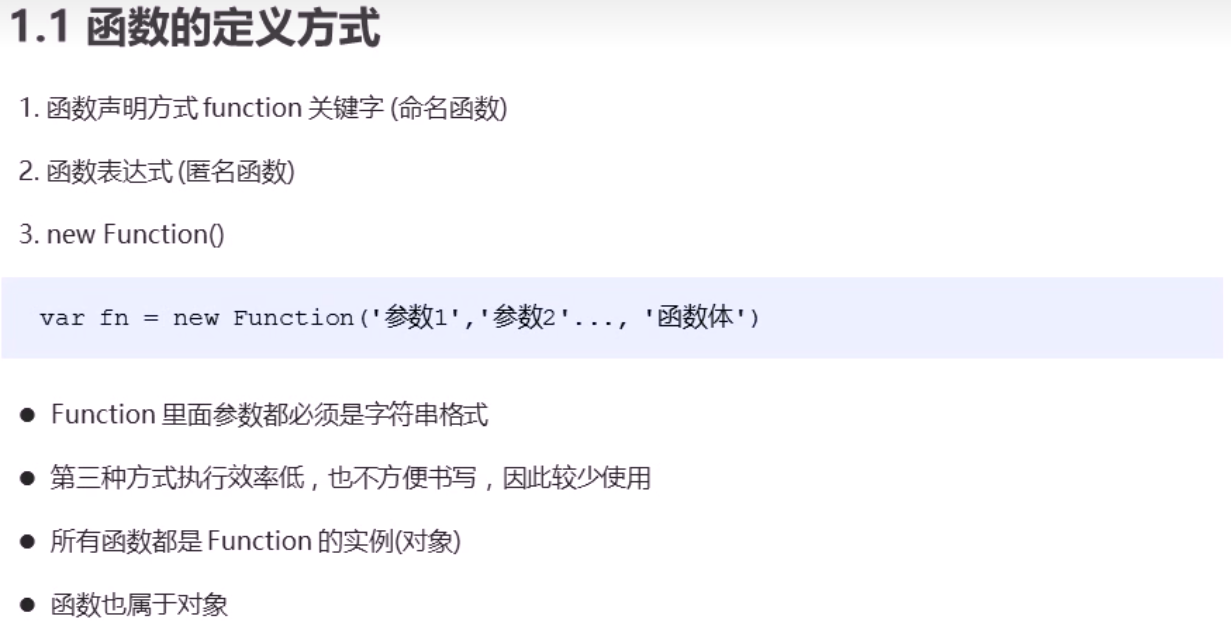 1.1 函数的定义方式
1. 函数声明方式 function 关键字 (命名函数)
2. 函数表达式 (匿名函数)
3. new Function()
var fn = new Function('参数1','参数2'..., '函数体')
● Function 里面参数都必须是字符串格式
● 第三种方式执行效率低，也不方便书写，因此较少使用
● 所有函数都是 Function 的实例(对象)
● 函数也属于对象